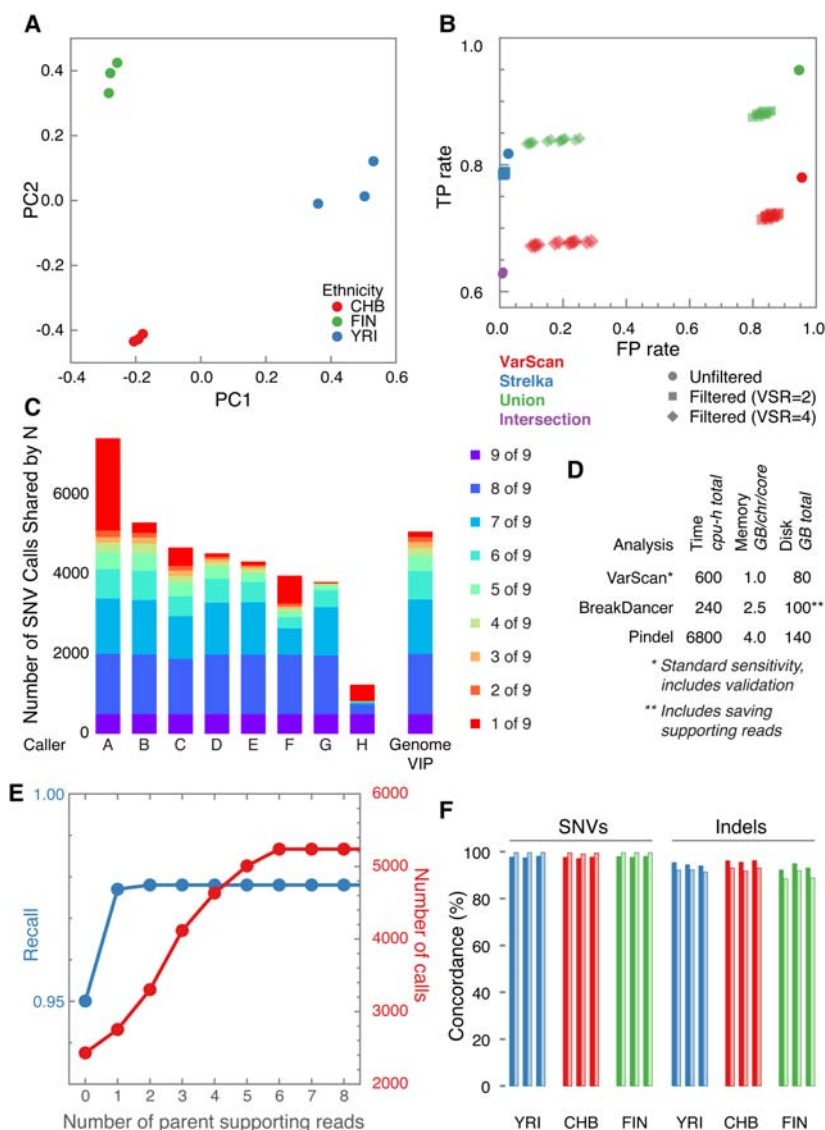 A
0.4
0.2
0.0
-0.2
-0.4
PC2
-0.4
-0.2
0.0
0.2
0.4
0.6
PC1
Ethnicity
CHB
FIN
YRI
B
1.0
0.8
0.6
TP rate
0.0
0.2
0.4
0.6
0.8
1.0
FP rate
VarScan
Strelka
Union
Intersection
Unfiltered
Filtered (VSR=2)
Filtered (VSR=4)
C
Number of SNV Calls Shared by N
6000
4000
2000
0
Caller A B C D E F G H Genome
VIP
9 of 9
8 of 9
7 of 9
6 of 9
5 of 9
4 of 9
3 of 9
2 of 9
1 of 9
D
Analysis
Time
cpu-h total
Memory
GB/chr/core
Disk
GB total
VarScan* 600 1.0 80
BreakDancer 240 2.5 100**
Pindel 6800 4.0 140
* Standard sensitivity,
includes validation
** Includes saving
supporting reads
E
1.00
0.95
Recall
6000
5000
4000
3000
2000
Number of calls
0 1 2 3 4 5 6 7 8
Number of parent supporting reads
F
SNVs
Indels
100
80
60
40
20
0
Concordance (%)
YRI CHB FIN YRI CHB FIN